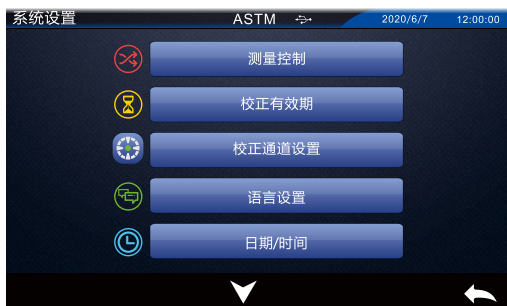 系统设置 ASTM 2020/6/7 12:00:00
测量控制
校正有效期
校正通道设置
语言设置
日期/时间